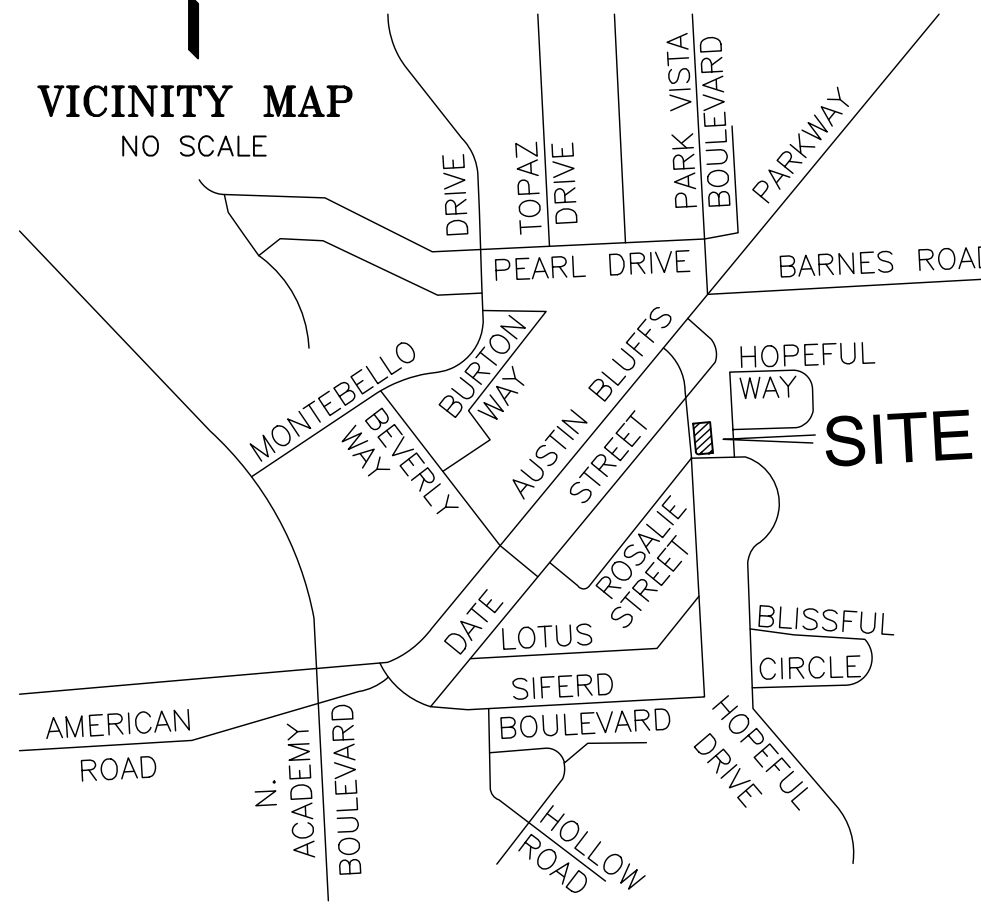 VICINITY MAP
NO SCALE
DRIVE
TOPAZ
DRIVE
PARK VISTA
BOULEVARD
PARKWAY
PEARL DRIVE
BARNES ROAD
MONTEBELLO
BURTON
WAY
AUSTIN BLUFFS
HOPEFUL
WAY
SITE
BEVERLY
WAY
STREET
ROSALIE
STREET
DATE
LOTUS
BLISSFUL
CIRCLE
SIFERD
BOULEVARD
AMERICAN
ROAD
N.
ACADEMY
BOULEVARD
HOPEFUL
DRIVE
HOLLOW
ROAD